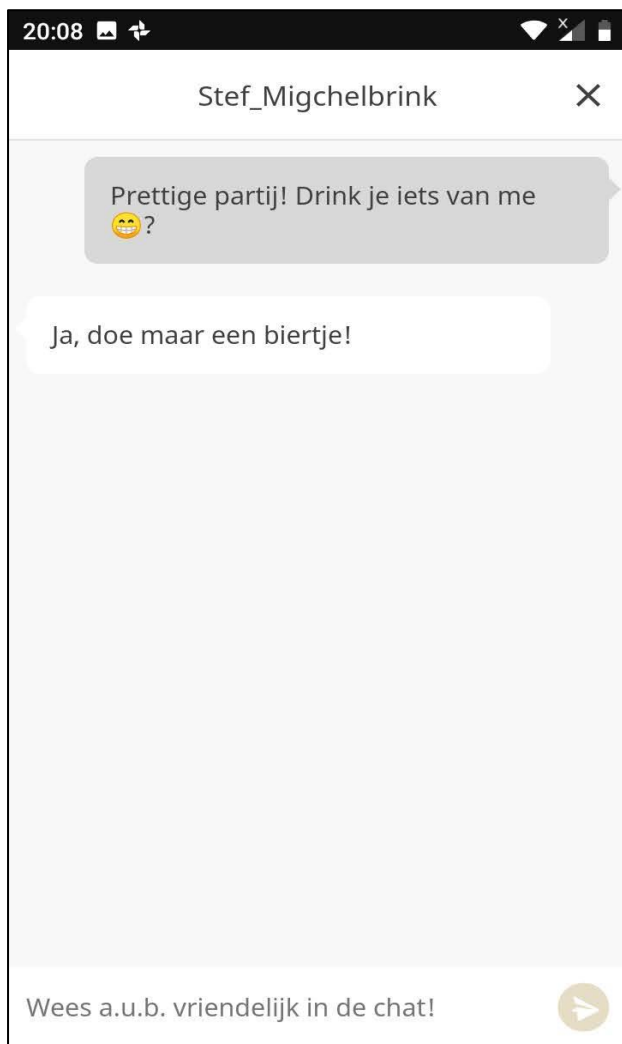 20:08
Stef_Migchelbrink
Prettige partij! Drink je iets van me
😁?
Ja, doe maar een biertje!
Wees a.u.b. vriendelijk in de chat!